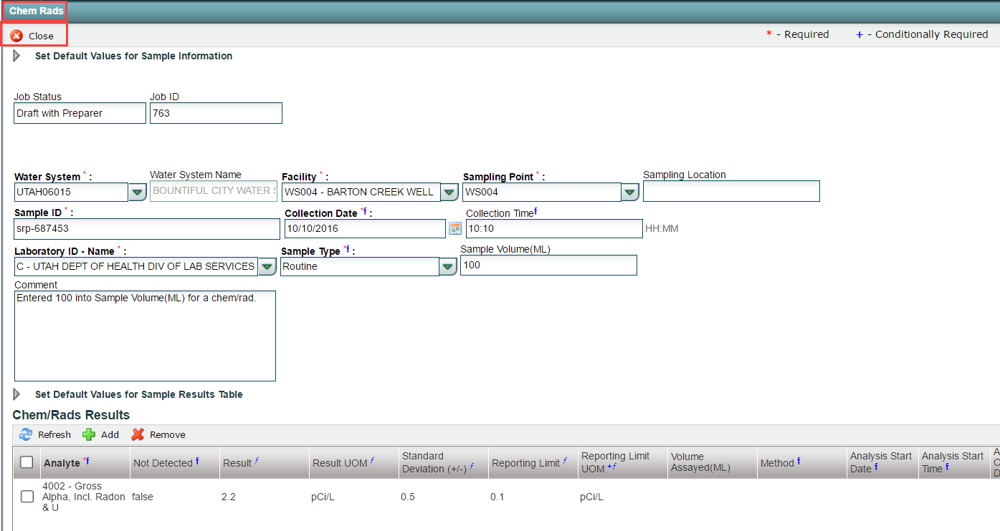 Chem Rads
Close * - Required + - Conditionally Required
Set Default Values for Sample Information
Job Status Job ID
Draft with Preparer 763
Water System * : Water System Name Facility * : Sampling Point * : Sampling Location
UTAH06015 BOUNTIFUL CITY WATER S WS004 - BARTON CREEK WELL WS004
Sample ID * : Collection Date *f : Collection Timef
srp-687453 10/10/2016 10:10 HH:MM
Laboratory ID - Name * : Sample Type *f : Sample Volume(ML)
C - UTAH DEPT OF HEALTH DIV OF LAB SERVICES Routine 100
Comment
Entered 100 into Sample Volume(ML) for a chem/rad.
Set Default Values for Sample Results Table
Chem/Rads Results
Refresh Add Remove
Analyte *f Not Detected f Result f Result UOM f Standard Deviation (+/-) f Reporting Limit f Reporting Limit UOM +f Volume Assayed(ML) Method f Analysis Start Date f Analysis Start Time f A C D
4002 - Gross
Alpha, Incl. Radon false 2.2 pCi/L 0.5 0.1 pCi/L
& U